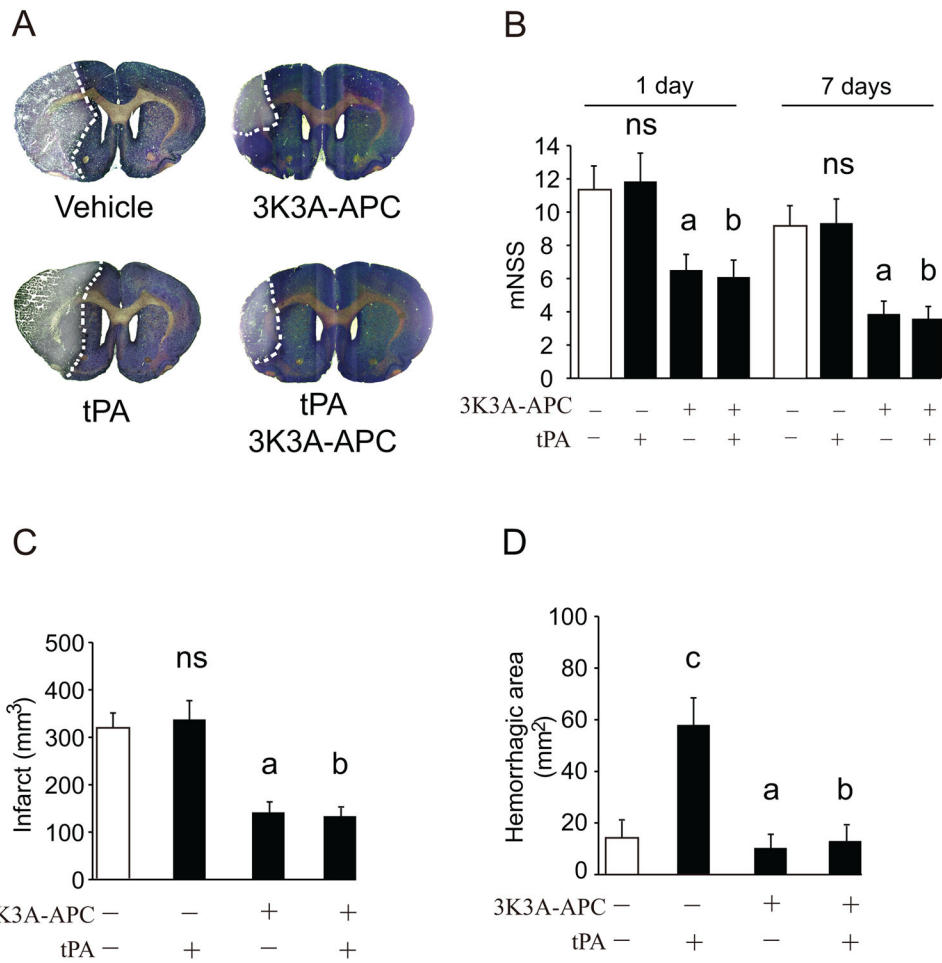 A
Vehicle
3K3A-APC
tPA
tPA
3K3A-APC
B
1 day
7 days
ns
ns
a
b
a
b
14
12
10
8
6
4
2
0
mNSS
3K3A-APC − − + + − − + +
tPA − + − + − + − +
C
500
400
300
200
100
0
Infarct (mm³)
ns
a
b
K3A-APC − − + +
tPA − + − +
D
100
80
60
40
20
0
Hemorrhagic area
(mm²)
c
a
b
3K3A-APC − − + +
tPA − + − +